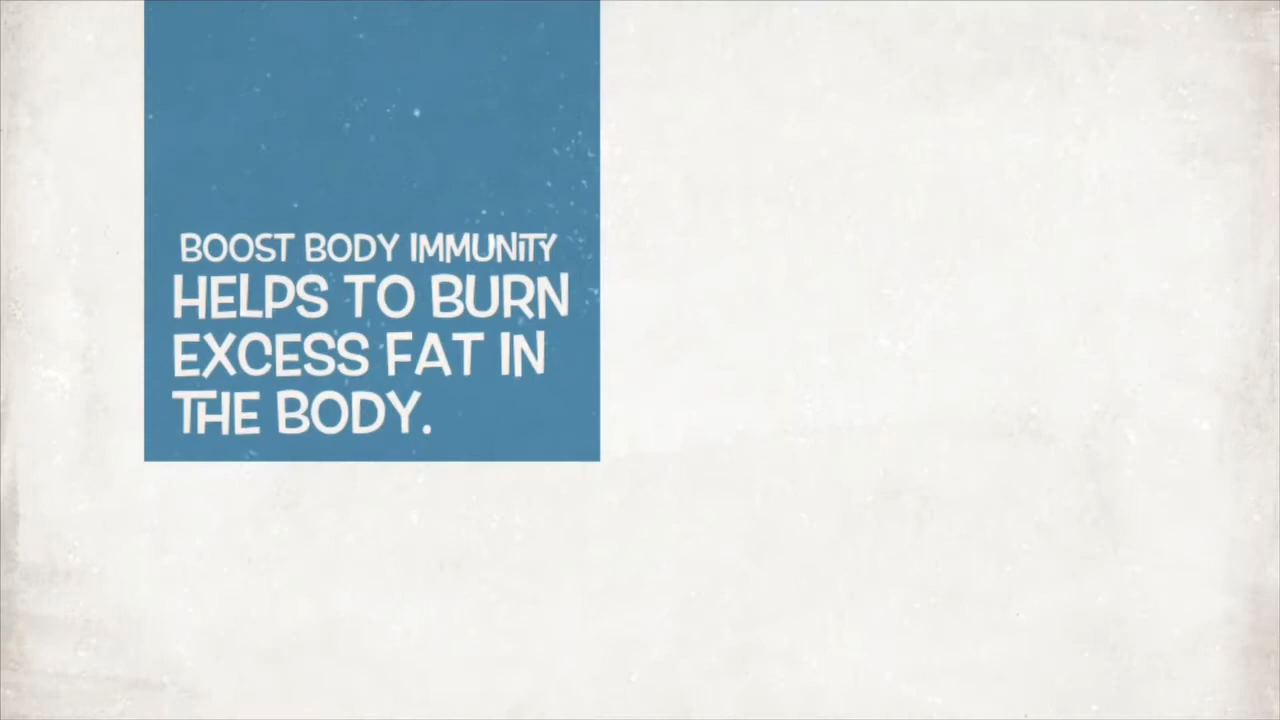 BOOST BODY IMMUNITY
HELPS TO BURN
EXCESS FAT IN
THE BODY.